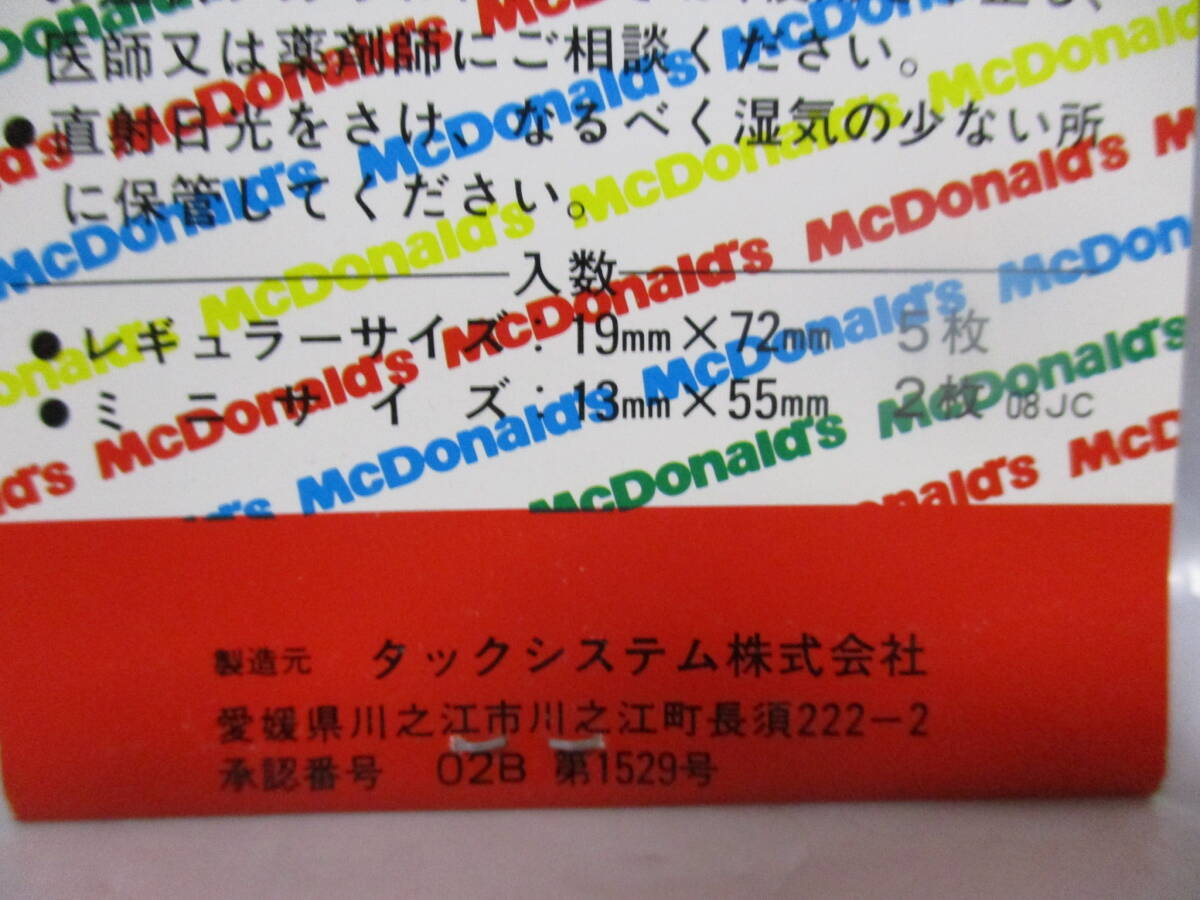 医師又は薬剤師にご相談ください。
●直射日光をさけ、なるべく湿気の少ない所
に保管してください。
入数
●レギュラーサイズ：19mm×72mm 5枚
●ミニサイズ：13mm×55mm 2枚 08JC
McDonald's McDonald's McDonald's McDonald's
製造元 タックシステム株式会社
愛媛県川之江市川之江町長須222-2
承認番号 02B 第1529号